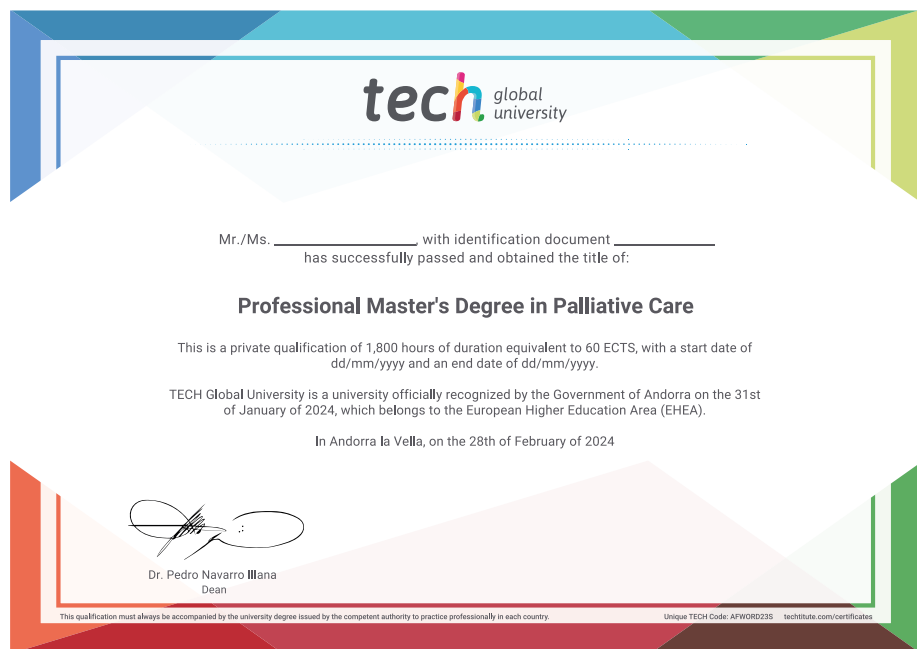 tech global university
Mr./Ms. ________________, with identification document ____________
has successfully passed and obtained the title of:
Professional Master's Degree in Palliative Care
This is a private qualification of 1,800 hours of duration equivalent to 60 ECTS, with a start date of
dd/mm/yyyy and an end date of dd/mm/yyyy.
TECH Global University is a university officially recognized by the Government of Andorra on the 31st
of January of 2024, which belongs to the European Higher Education Area (EHEA).
In Andorra la Vella, on the 28th of February of 2024
Dr. Pedro Navarro Illana
Dean
This qualification must always be accompanied by the university degree issued by the competent authority to practice professionally in each country.
Unique TECH Code: AFWORD23S techtitute.com/certificates